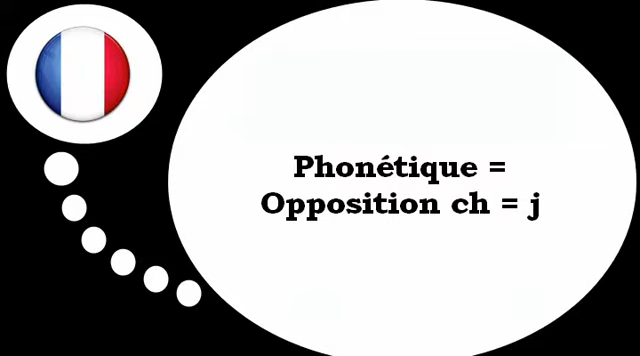 Phonétique =
Opposition ch = j